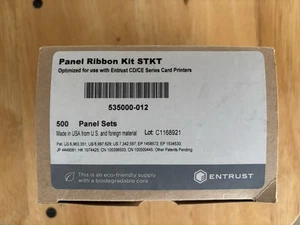 Panel Ribbon Kit STKT
Optimized for use with Entrust CD/CE Series Card Printers
535000-012
500 Panel Sets
Made in USA from U.S. and foreign material Lot: C1168921
This is an eco-friendly supply
with a biodegradable core
ENTRUST